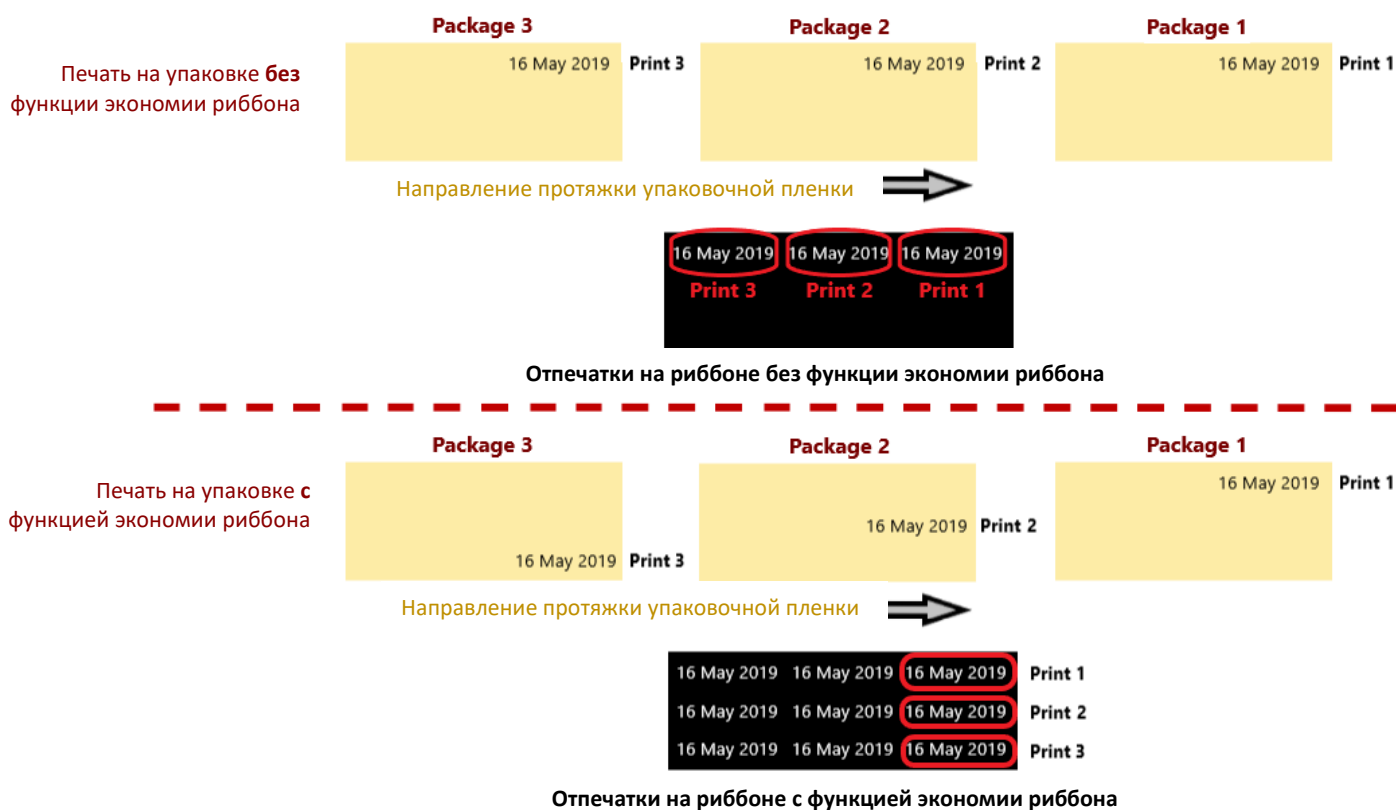 Package 3
Package 2
Package 1
Печать на упаковке без
функции экономии риббона
16 May 2019 Print 3
16 May 2019 Print 2
16 May 2019 Print 1
Направление протяжки упаковочной пленки
16 May 2019 16 May 2019 16 May 2019
Print 3 Print 2 Print 1
Отпечатки на риббоне без функции экономии риббона
Package 3
Package 2
Package 1
Печать на упаковке с
функцией экономии риббона
16 May 2019 Print 3
16 May 2019 Print 2
16 May 2019 Print 1
Направление протяжки упаковочной пленки
16 May 2019 16 May 2019 16 May 2019 Print 1
16 May 2019 16 May 2019 16 May 2019 Print 2
16 May 2019 16 May 2019 16 May 2019 Print 3
Отпечатки на риббоне с функцией экономии риббона